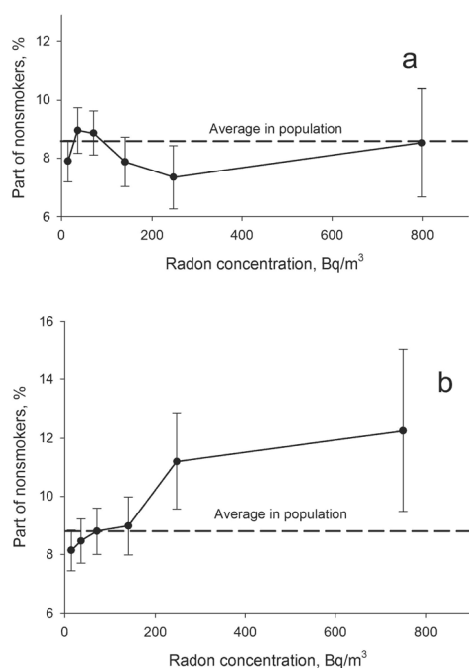 a
12
10
8
6
Part of nonsmokers, %
Average in population
0 200 400 600 800
Radon concentration, Bq/m³
b
16
14
12
10
8
6
Part of nonsmokers, %
Average in population
0 200 400 600 800
Radon concentration, Bq/m³